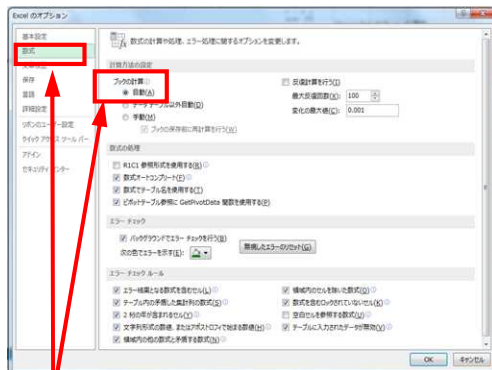 Excel のオプション
基本設定
数式
保存
言語
詳細設定
リボンのユーザー設定
クイック アクセス ツール バー
アドイン
セキュリティ センター
数式の計算や処理、エラー処理に関するオプションを変更します。
計算方法の設定
ブックの計算
自動(A)
データ テーブル以外自動(D)
手動(M)
ブックの保存前に再計算を行う(W)
反復計算を行う(I)
最大反復回数(X): 100
変化の最大値(C): 0.001
数式の処理
R1C1 参照形式を使用する(R)
数式オートコンプリート(F)
数式でテーブル名を使用する(T)
ピボットテーブル参照に GetPivotData 関数を使用する(P)
エラー チェック
バックグラウンドでエラー チェックを行う(B)
次の色でエラーを示す(E):
無視したエラーのリセット(G)
エラー チェック ルール
エラー結果となる数式を含むセル(L)
テーブル内の矛盾した集計列の数式(S)
2 桁の年が含まれるセル(Y)
文字列形式の数値、またはアポストロフィで始まる数値(H)
領域内の他の数式と矛盾する数式(N)
領域内のセルを除いた数式(O)
数式を含むロックされていないセル(K)
空白セルを参照する数式(U)
テーブルに入力されたデータが無効(V)
OK
キャンセル